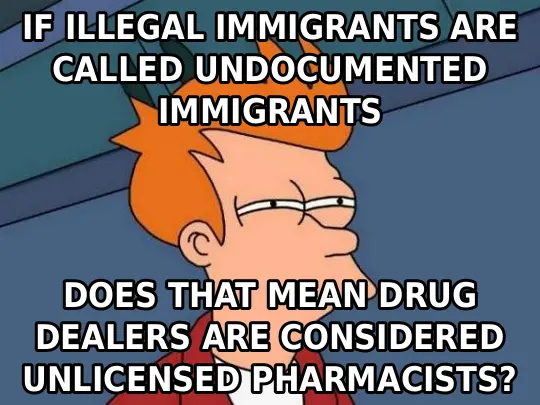 IF ILLEGAL IMMIGRANTS ARE
CALLED UNDOCUMENTED
IMMIGRANTS
DOES THAT MEAN DRUG
DEALERS ARE CONSIDERED
UNLICENSED PHARMACISTS?